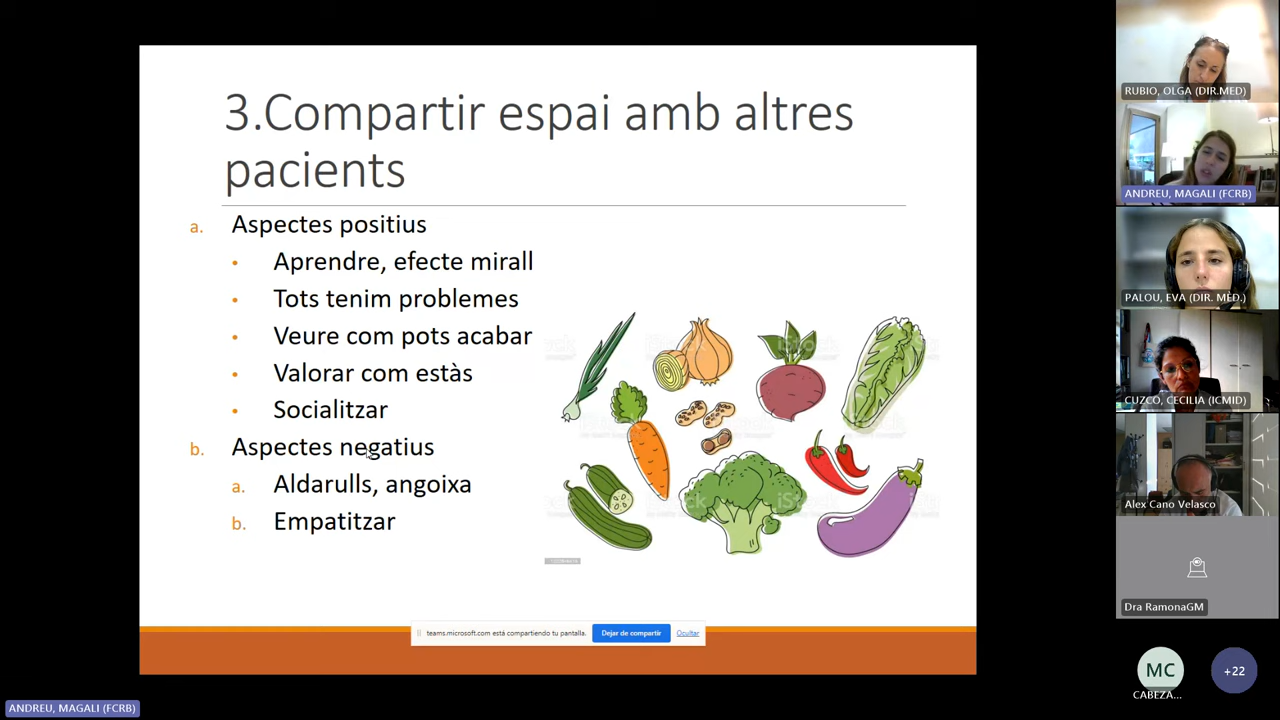 3.Compartir espai amb altres
pacients
a. Aspectes positius
• Aprendre, efecte mirall
• Tots tenim problemes
• Veure com pots acabar
• Valorar com estàs
• Socialitzar
b. Aspectes negatius
a. Aldarulls, angoixa
b. Empatitzar
iStock
iStock
teams.microsoft.com está compartiendo tu pantalla.
Dejar de compartir
Ocultar
RUBIO, OLGA (DIR.MED)
ANDREU, MAGALI (FCRB)
PALOU, EVA (DIR. MÈD.)
CUZCO, CECILIA (ICMID)
Alex Cano Velasco
Dra RamonaGM
MC
CABEZA...
+22
ANDREU, MAGALI (FCRB)